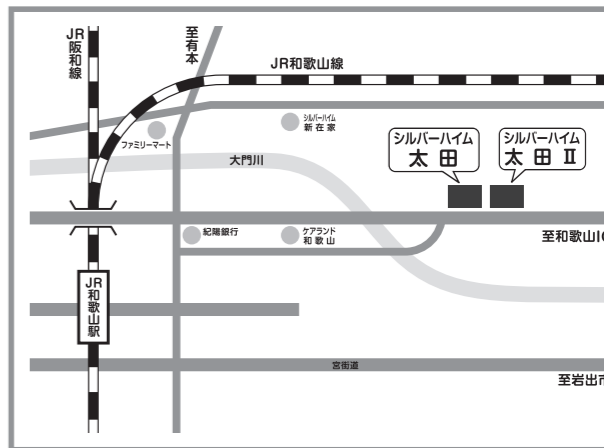 JR阪和線
至有本
JR和歌山線
ファミリーマート
シルバーハイム
新在家
シルバーハイム
太田
シルバーハイム
太田 II
大門川
紀陽銀行
ケアランド
和歌山
至和歌山IC
JR和歌山駅
宮街道
至岩出市